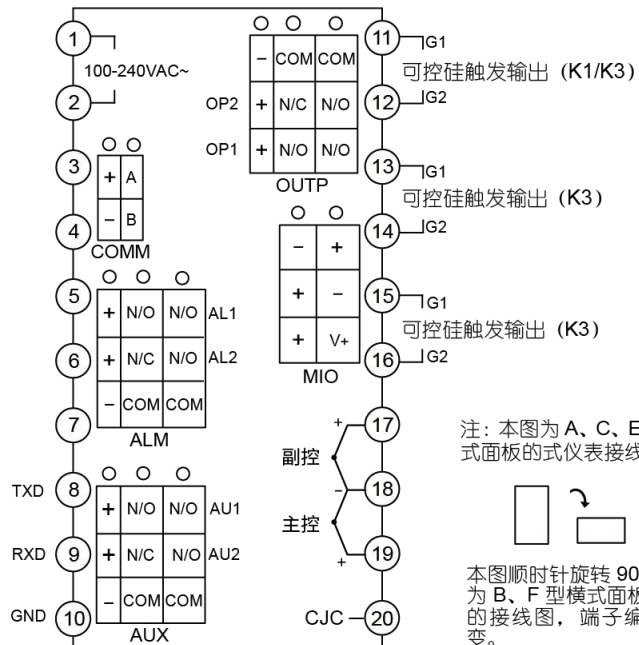 1
100-240VAC~
2
3
+ A
4
− B
COMM
5
+ N/O N/O AL1
6
+ N/C N/O AL2
7
− COM COM
ALM
TXD 8
+ N/O N/O AU1
RXD 9
+ N/C N/O AU2
GND 10
− COM COM
AUX
− COM COM
OP2 + N/C N/O
OP1 + N/O N/O
OUTP
− +
+ −
+ V+
MIO
11 G1
可控硅触发输出 (K1/K3)
12 G2
13 G1
可控硅触发输出 (K3)
14 G2
15 G1
可控硅触发输出 (K3)
16 G2
+ 17
副控
− 18
主控
+ 19
CJC 20
注: 本图为 A、C、E
式面板的式仪表接线
本图顺时针旋转 90
为 B、F 型横式面板
的接线图, 端子编
变。